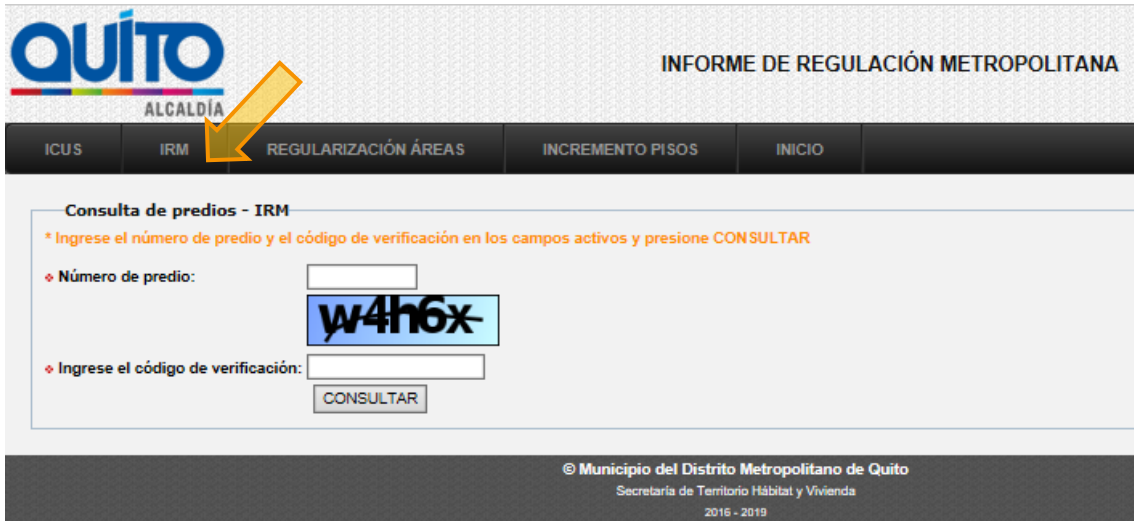 QUITO
ALCALDÍA
INFORME DE REGULACIÓN METROPOLITANA
ICUS IRM REGULARIZACIÓN ÁREAS INCREMENTO PISOS INICIO
Consulta de predios - IRM
* Ingrese el número de predio y el código de verificación en los campos activos y presione CONSULTAR
Número de predio:
w4h6x
Ingrese el código de verificación:
CONSULTAR
© Municipio del Distrito Metropolitano de Quito
Secretaría de Territorio Hábitat y Vivienda
2016 - 2019